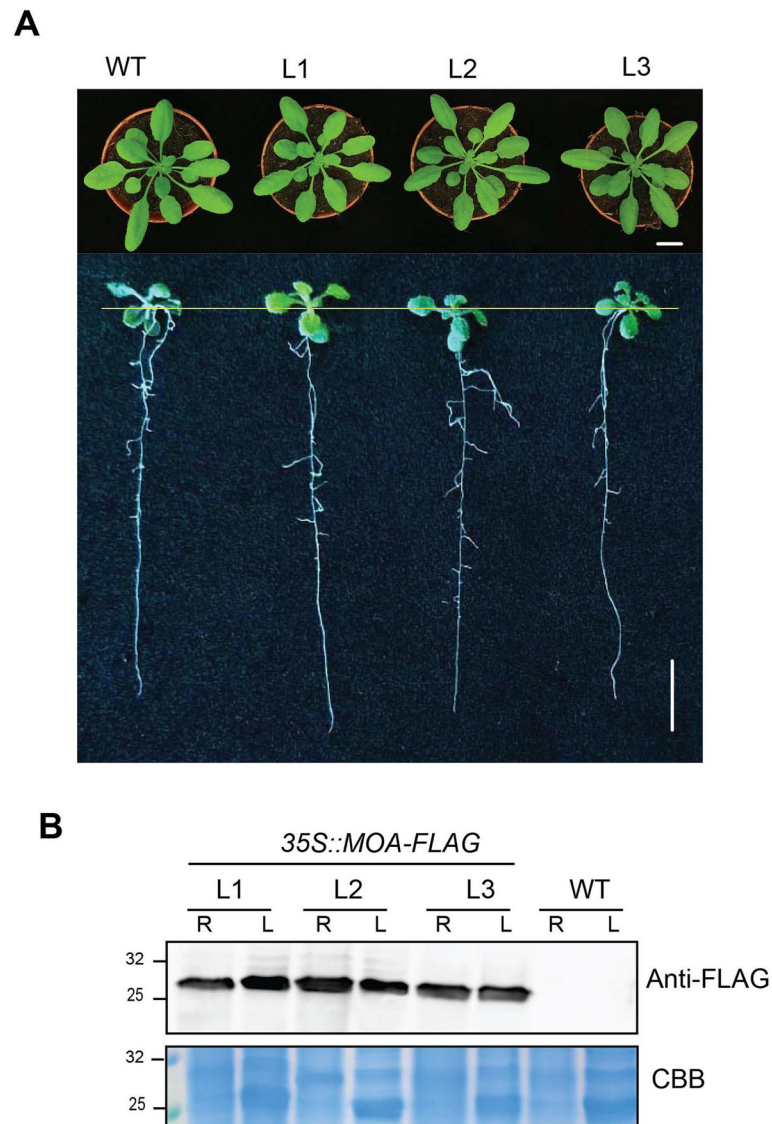 A
WT L1 L2 L3
B
35S::MOA-FLAG
L1 L2 L3 WT
R L R L R L R L
32
25
Anti-FLAG
32
25
CBB